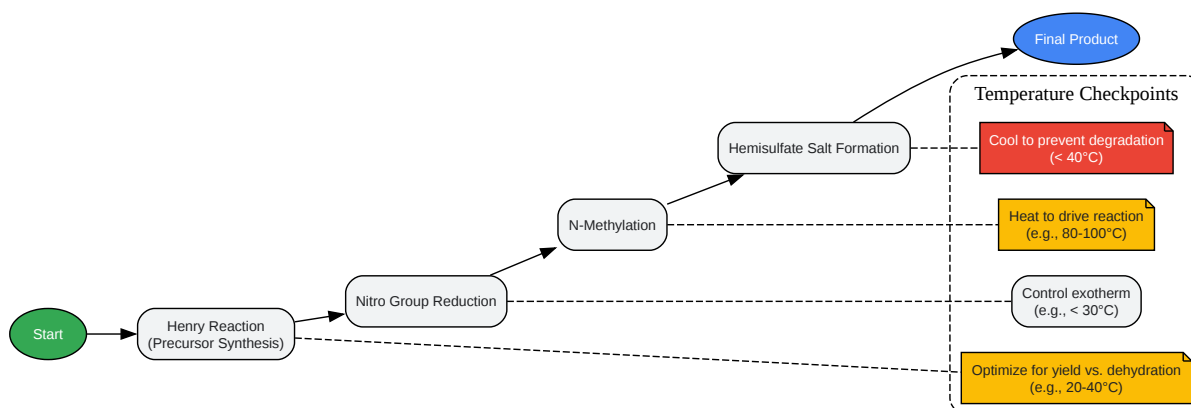 Final Product
Temperature Checkpoints
Hemisulfate Salt Formation
Cool to prevent degradation
(< 40°C)
N-Methylation
Heat to drive reaction
(e.g., 80-100°C)
Nitro Group Reduction
Control exotherm
(e.g., < 30°C)
Start
Henry Reaction
(Precursor Synthesis)
Optimize for yield vs. dehydration
(e.g., 20-40°C)